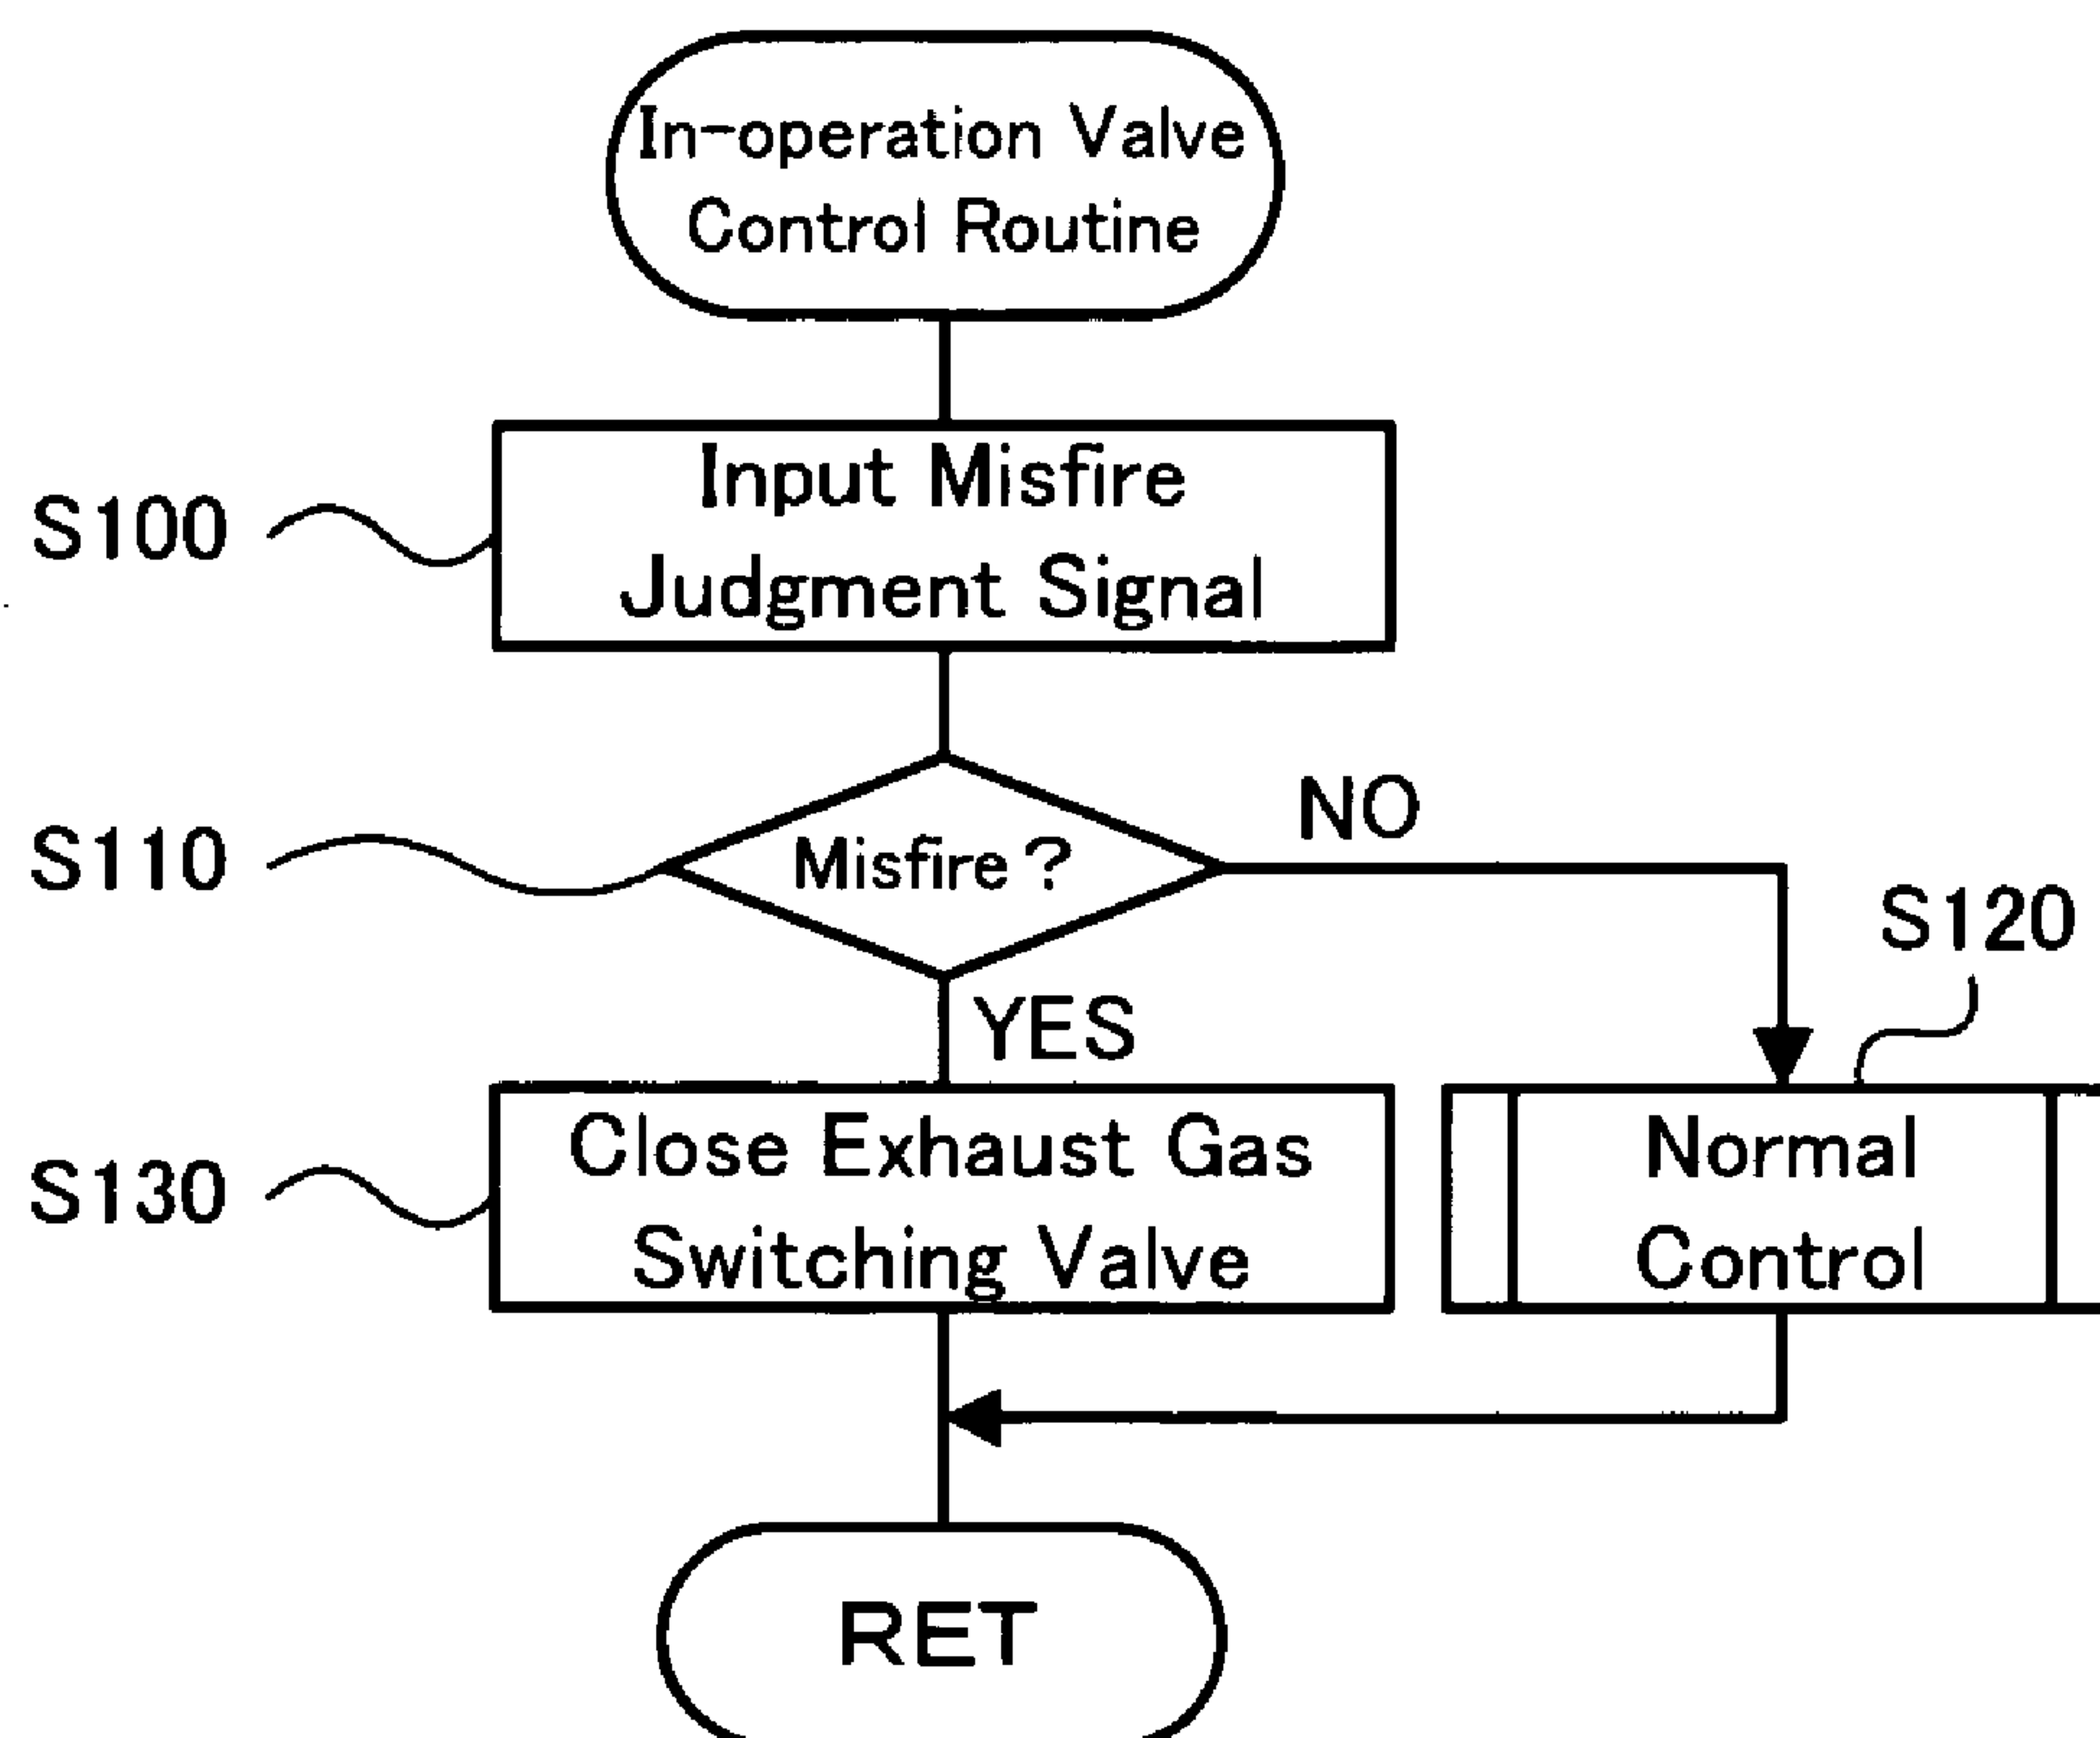 In-operation Valve
Control Routine
S100
Input Misfire
Judgment Signal
S110
Misfire ?
NO
S120
YES
S130
Close Exhaust Gas
Switching Valve
Normal
Control
RET